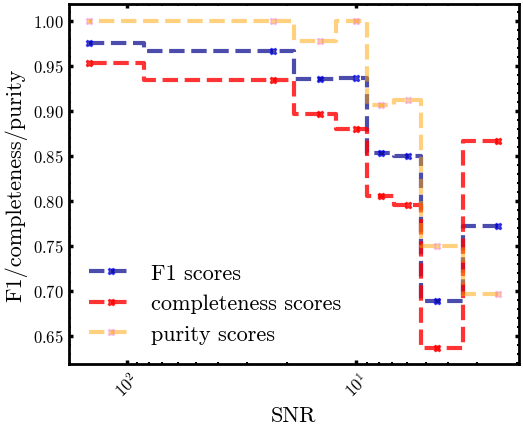 F1/completeness/purity
1.00
0.95
0.90
0.85
0.80
0.75
0.70
0.65
F1 scores
completeness scores
purity scores
10²
10¹
SNR